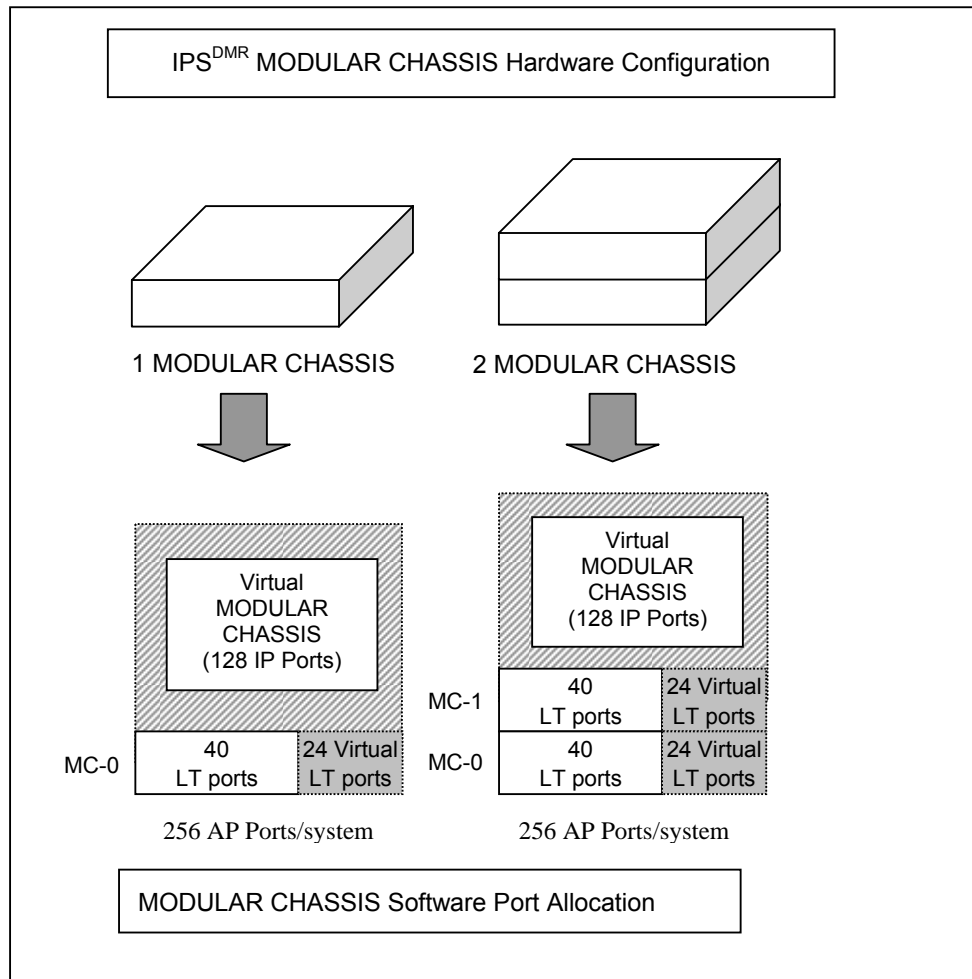 IPS^DMR MODULAR CHASSIS Hardware Configuration
1 MODULAR CHASSIS
2 MODULAR CHASSIS
Virtual
MODULAR
CHASSIS
(128 IP Ports)
MC-0
40
LT ports
24 Virtual
LT ports
256 AP Ports/system
Virtual
MODULAR
CHASSIS
(128 IP Ports)
MC-1
40
LT ports
24 Virtual
LT ports
MC-0
40
LT ports
24 Virtual
LT ports
256 AP Ports/system
MODULAR CHASSIS Software Port Allocation